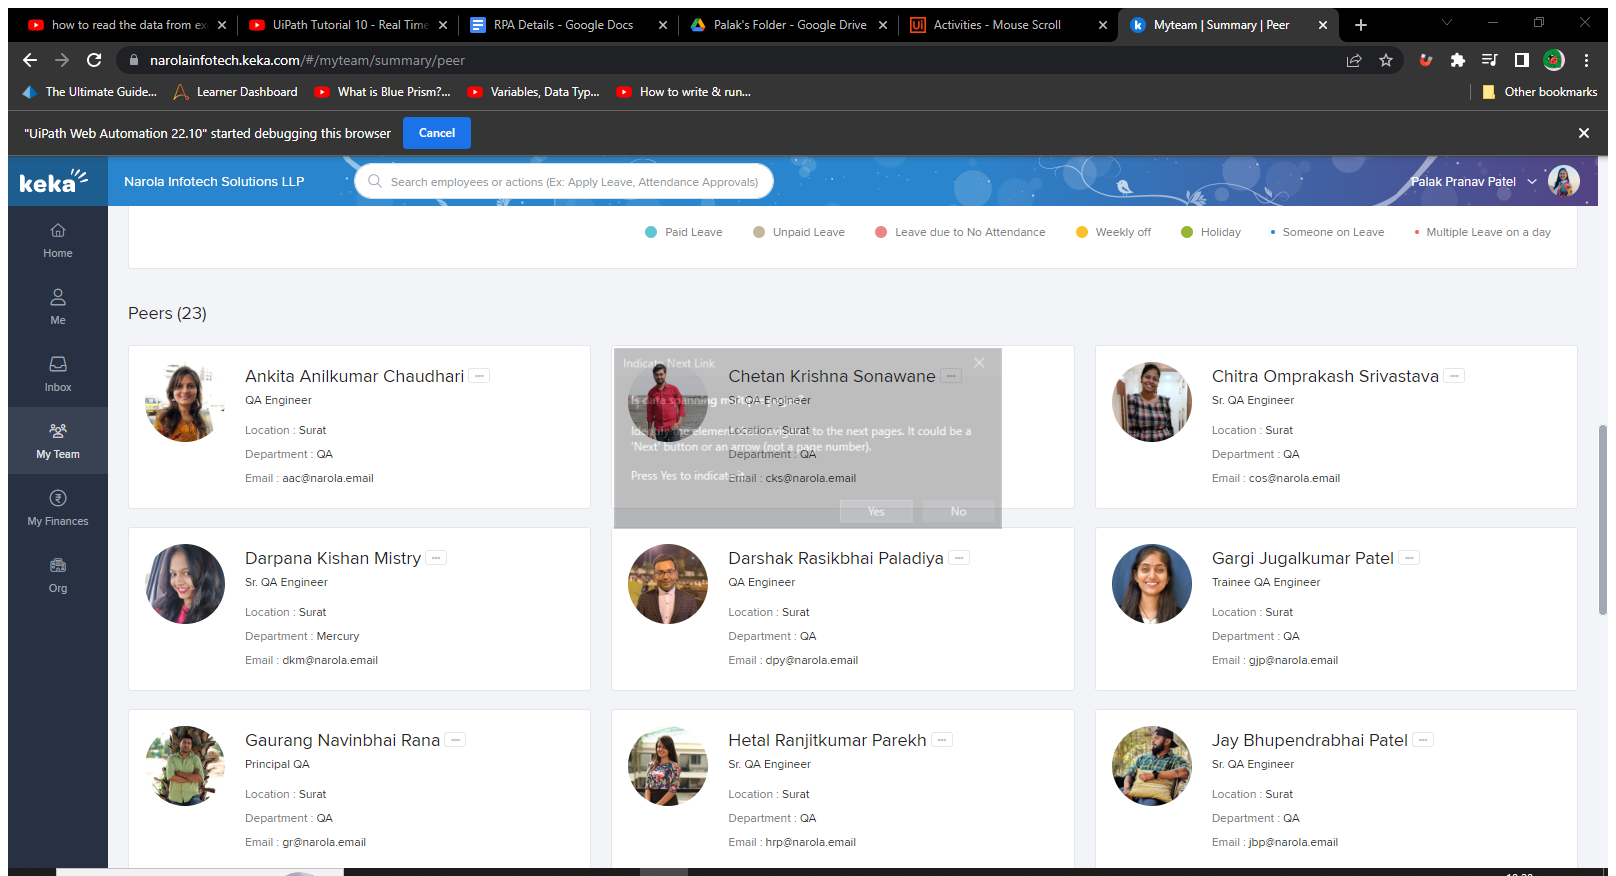 how to read the data from ex
UiPath Tutorial 10 - Real Time
RPA Details - Google Docs
Palak's Folder - Google Drive
Ui Activities - Mouse Scroll
k Myteam | Summary | Peer
narolainfotech.keka.com/#/myteam/summary/peer
The Ultimate Guide...
Learner Dashboard
What is Blue Prism?...
Variables, Data Typ...
How to write & run...
Other bookmarks
"UiPath Web Automation 22.10" started debugging this browser
Cancel
keka
Narola Infotech Solutions LLP
Search employees or actions (Ex: Apply Leave, Attendance Approvals)
Palak Pranav Patel
Home
Me
Inbox
My Team
My Finances
Org
Paid Leave
Unpaid Leave
Leave due to No Attendance
Weekly off
Holiday
Someone on Leave
Multiple Leave on a day
Peers (23)
Ankita Anilkumar Chaudhari
QA Engineer
Location : Surat
Department : QA
Email : aac@narola.email
Chetan Krishna Sonawane
Sr. QA Engineer
Location : Surat
Department : QA
Email : cks@narola.email
Indicate Next Link
Is data spanning
Identify the element navig to the next pages. It could be a
'Next' button or an arrow (not a page number).
Press Yes to indicate it.
Yes
No
Chitra Omprakash Srivastava
Sr. QA Engineer
Location : Surat
Department : QA
Email : cos@narola.email
Darpana Kishan Mistry
Sr. QA Engineer
Location : Surat
Department : Mercury
Email : dkm@narola.email
Darshak Rasikbhai Paladiya
QA Engineer
Location : Surat
Department : QA
Email : dpy@narola.email
Gargi Jugalkumar Patel
Trainee QA Engineer
Location : Surat
Department : QA
Email : gjp@narola.email
Gaurang Navinbhai Rana
Principal QA
Location : Surat
Department : QA
Email : gr@narola.email
Hetal Ranjitkumar Parekh
Sr. QA Engineer
Location : Surat
Department : QA
Email : hrp@narola.email
Jay Bhupendrabhai Patel
Sr. QA Engineer
Location : Surat
Department : QA
Email : jbp@narola.email